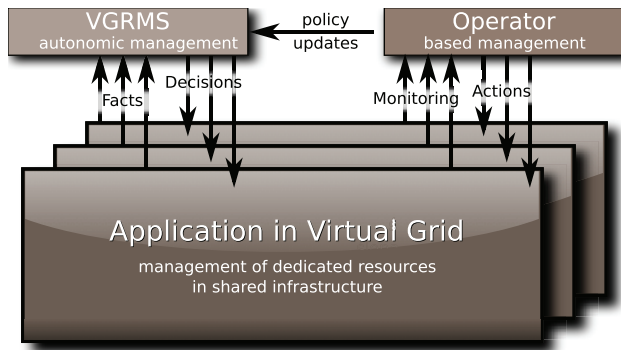 VGRMS
autonomic management
policy
updates
Operator
based management
Facts
Decisions
Monitoring
Actions
Application in Virtual Grid
management of dedicated resources
in shared infrastructure